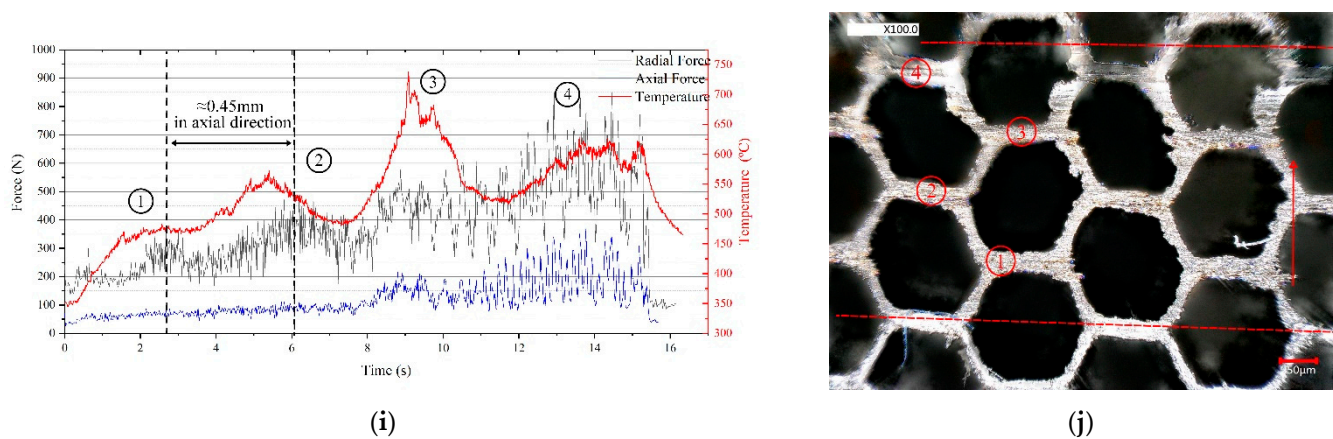 1000
900
800
700
600
500
400
300
200
100
0
Force (N)
0 2 4 6 8 10 12 14 16
Time (s)
750
700
650
600
550
500
450
400
350
300
Temperature (ºC)
Radial Force
Axial Force
Temperature
≈0.45mm
in axial direction
1
2
3
4
(i)
X100.0
4
3
2
1
50μm
(j)